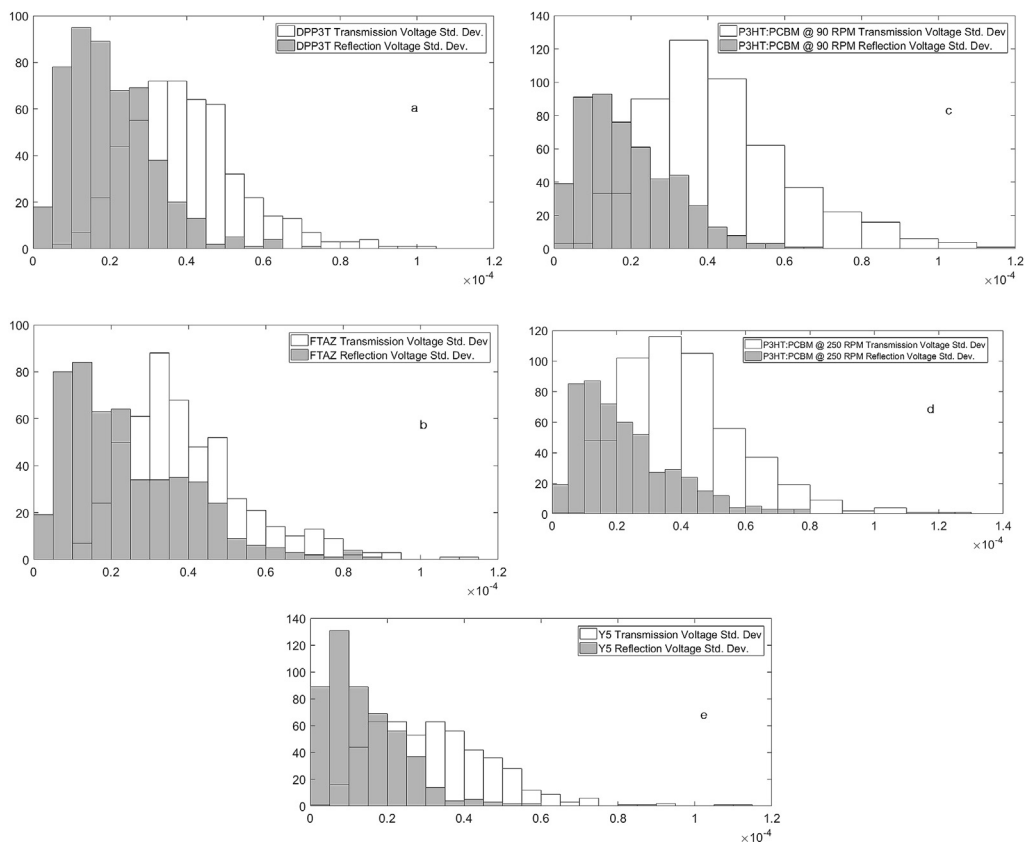 100
80
60
40
20
0
DPP3T Transmission Voltage Std. Dev.
DPP3T Reflection Voltage Std. Dev.
a
0 0.2 0.4 0.6 0.8 1 1.2
×10-4
140
120
100
80
60
40
20
0
P3HT:PCBM @ 90 RPM Transmission Voltage Std. Dev
P3HT:PCBM @ 90 RPM Reflection Voltage Std. Dev.
c
0 0.2 0.4 0.6 0.8 1 1.2
×10-4
100
80
60
40
20
0
FTAZ Transmission Voltage Std. Dev
FTAZ Reflection Voltage Std. Dev.
b
0 0.2 0.4 0.6 0.8 1 1.2
×10-4
120
100
80
60
40
20
0
P3HT:PCBM @ 250 RPM Transmission Voltage Std. Dev
P3HT:PCBM @ 250 RPM Reflection Voltage Std. Dev.
d
0 0.2 0.4 0.6 0.8 1 1.2 1.4
×10-4
140
120
100
80
60
40
20
0
Y5 Transmission Voltage Std. Dev
Y5 Reflection Voltage Std. Dev.
e
0 0.2 0.4 0.6 0.8 1 1.2
×10-4